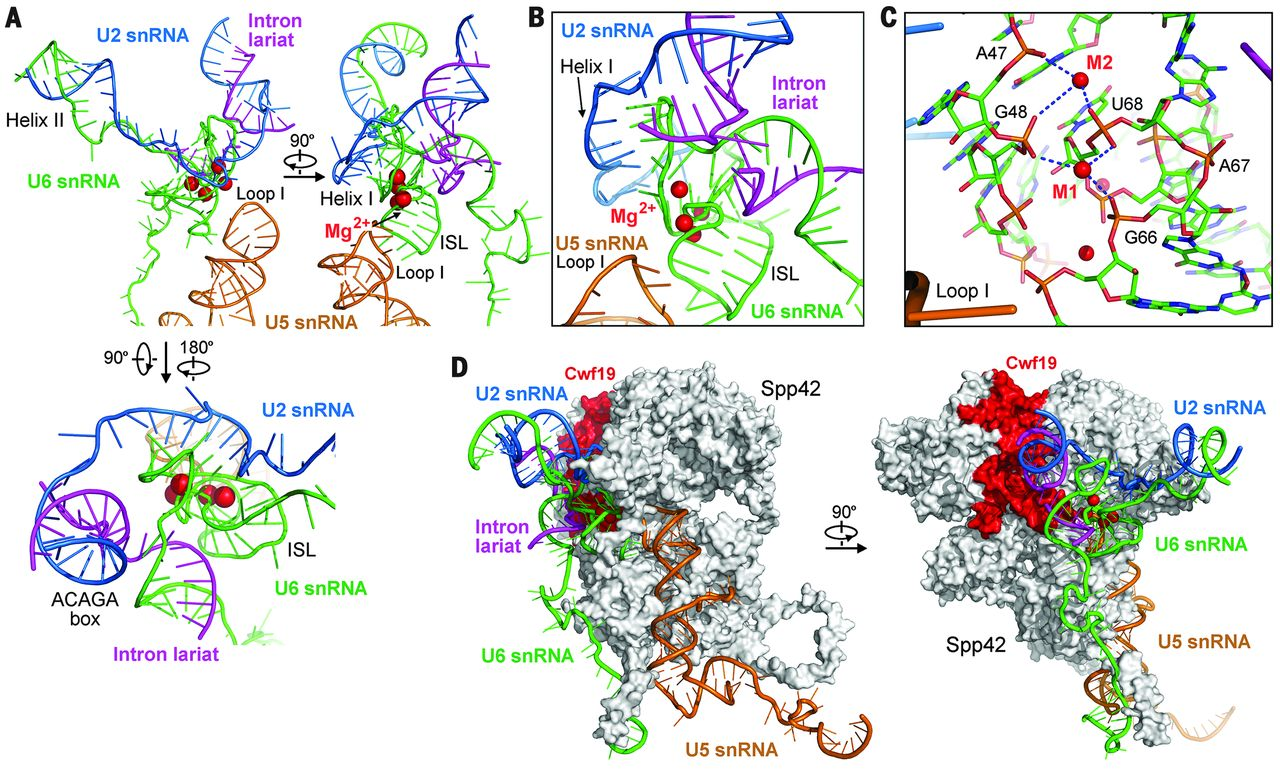 A
U2 snRNA
Intron
lariat
Helix II
U6 snRNA
Loop I
90°
Helix I
Mg2+
ISL
Loop I
U5 snRNA
90°
180°
U2 snRNA
ISL
U6 snRNA
ACAGA
box
Intron lariat
B
U2 snRNA
Helix I
Intron
lariat
Mg2+
U5 snRNA
Loop I
ISL
U6 snRNA
C
A47
M2
G48
U68
A67
M1
G66
Loop I
D
Cwf19
U2 snRNA
Spp42
Intron
lariat
U6 snRNA
U5 snRNA
90°
Cwf19
U2 snRNA
U6 snRNA
Spp42
U5 snRNA